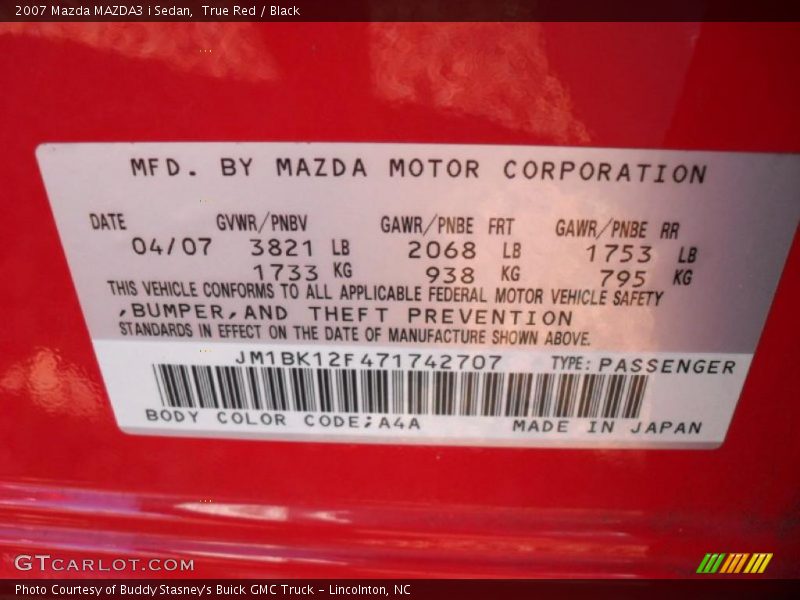 2007 Mazda MAZDA3 i Sedan,  True Red / Black
MFD. BY MAZDA MOTOR CORPORATION
DATE GVWR/PNBV GAWR/PNBE FRT GAWR/PNBE RR
04/07 3821 LB 2068 LB 1753 LB
1733 KG 938 KG 795 KG
THIS VEHICLE CONFORMS TO ALL APPLICABLE FEDERAL MOTOR VEHICLE SAFETY
,BUMPER,AND THEFT PREVENTION
STANDARDS IN EFFECT ON THE DATE OF MANUFACTURE SHOWN ABOVE.
JM1BK12F471742707 TYPE: PASSENGER
BODY COLOR CODE;A4A MADE IN JAPAN
GTCARLOT.COM
Photo Courtesy of Buddy Stasney's Buick GMC Truck - Lincolnton, NC